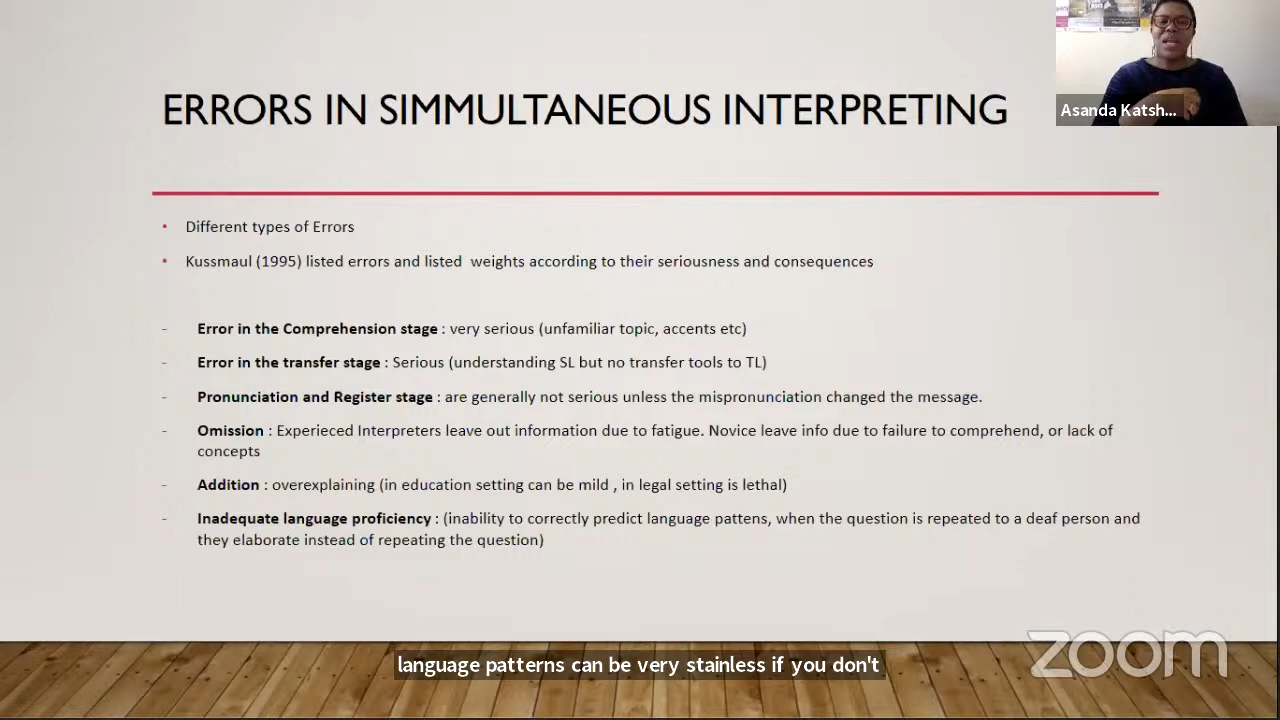 Asanda Katsh...
ERRORS IN SIMMULTANEOUS INTERPRETING
• Different types of Errors
• Kussmaul (1995) listed errors and listed weights according to their seriousness and consequences
- Error in the Comprehension stage : very serious (unfamiliar topic, accents etc)
- Error in the transfer stage : Serious (understanding SL but no transfer tools to TL)
- Pronunciation and Register stage : are generally not serious unless the mispronunciation changed the message.
- Omission : Experieced Interpreters leave out information due to fatigue. Novice leave info due to failure to comprehend, or lack of
concepts
- Addition : overexplaining (in education setting can be mild , in legal setting is lethal)
- Inadequate language proficiency : (inability to correctly predict language pattens, when the question is repeated to a deaf person and
they elaborate instead of repeating the question)
language patterns can be very stainless if you don't
zoom